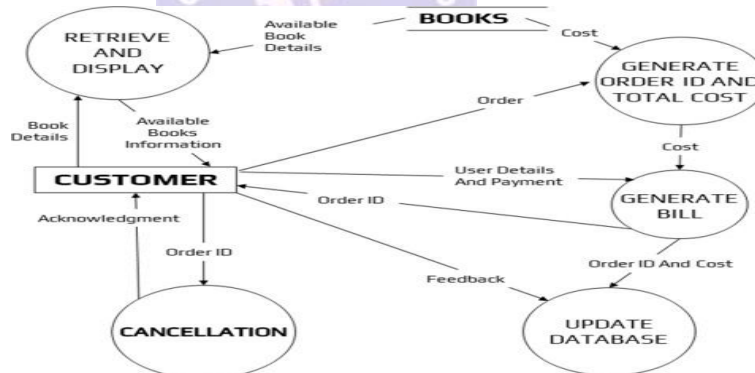 Available
Book
Details
BOOKS
Cost
RETRIEVE
AND
DISPLAY
GENERATE
ORDER ID AND
TOTAL COST
Book
Details
Available
Books
Information
Order
Cost
CUSTOMER
User Details
And Payment
GENERATE
BILL
Acknowledgment
Order ID
Order ID
Order ID And Cost
Feedback
CANCELLATION
UPDATE
DATABASE